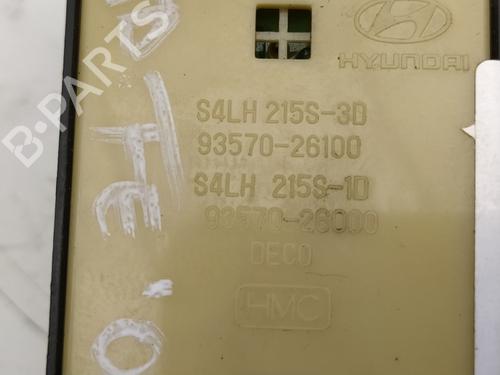 HYUNDAI
S4LH 215S-3D
93570-26100
S4LH 215S-1D
93570-26000
DECO
HMC
B-PARTS